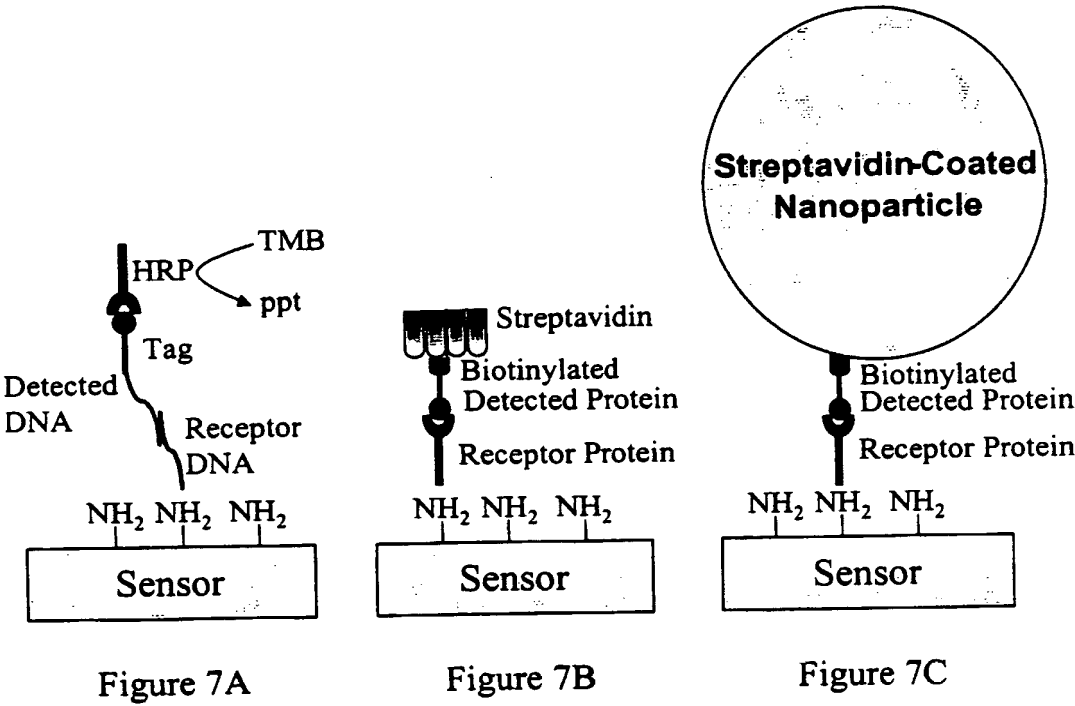 HRP
TMB
ppt
Tag
Detected
DNA
Receptor
DNA
NH₂ NH₂ NH₂
Sensor
Figure 7A
Streptavidin
Biotinylated
Detected Protein
Receptor Protein
NH₂ NH₂ NH₂
Sensor
Figure 7B
Streptavidin-Coated
Nanoparticle
Biotinylated
Detected Protein
Receptor Protein
NH₂ NH₂ NH₂
Sensor
Figure 7C